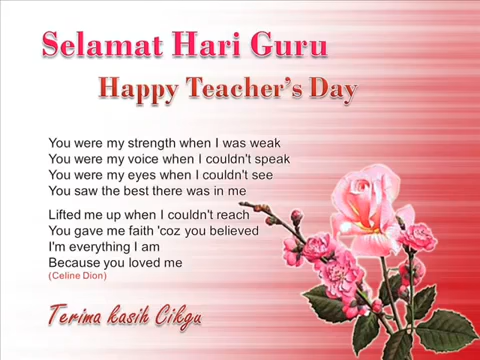 Selamat Hari Guru
Happy Teacher's Day
You were my strength when I was weak
You were my voice when I couldn't speak
You were my eyes when I couldn't see
You saw the best there was in me
Lifted me up when I couldn't reach
You gave me faith 'coz you believed
I'm everything I am
Because you loved me
(Celine Dion)
Terima kasih Cikgu